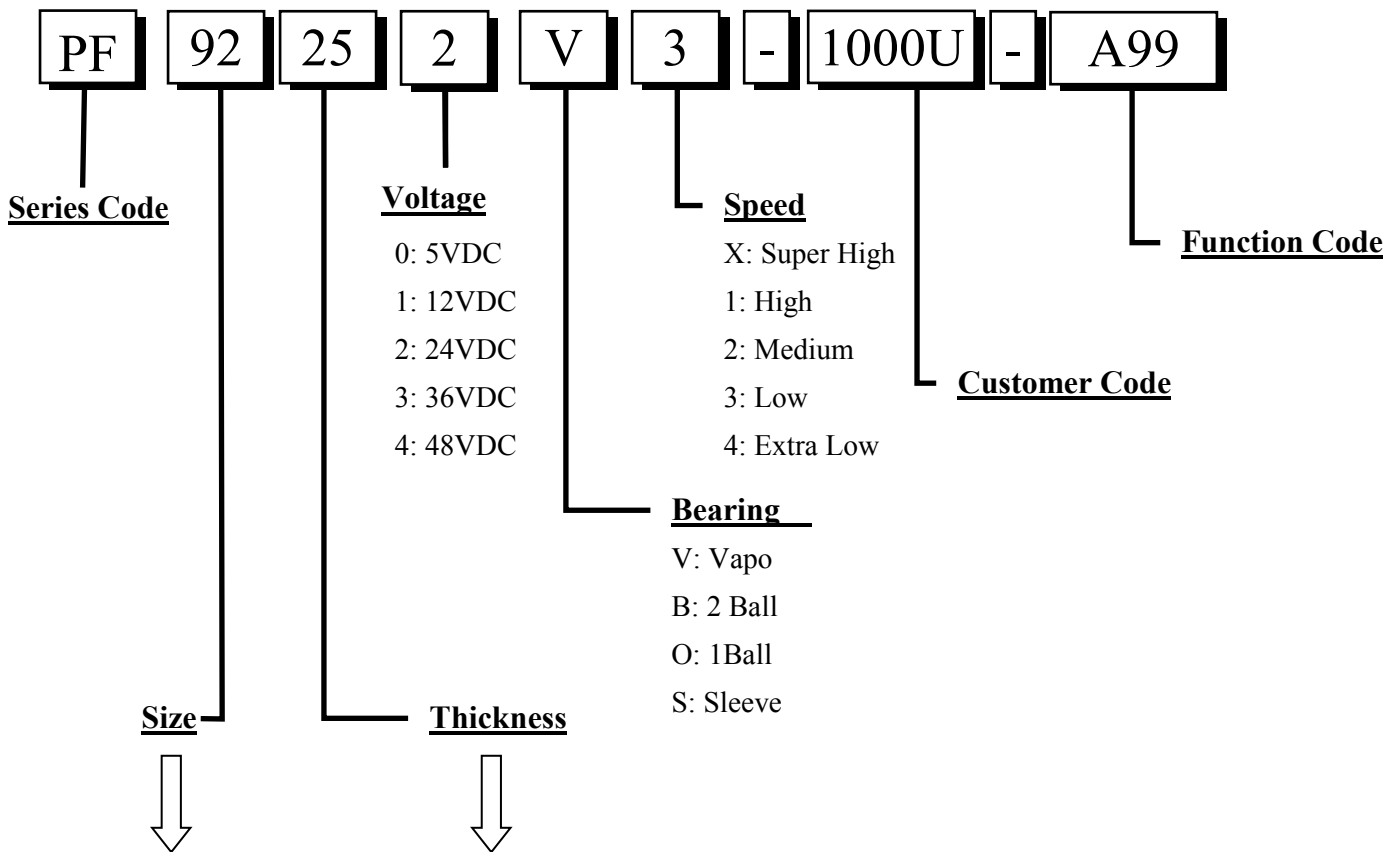 PF 92 25 2 V 3 - 1000U - A99
Series Code
Voltage
0: 5VDC
1: 12VDC
2: 24VDC
3: 36VDC
4: 48VDC
Speed
X: Super High
1: High
2: Medium
3: Low
4: Extra Low
Function Code
Customer Code
Bearing
V: Vapo
B: 2 Ball
O: 1Ball
S: Sleeve
Size
Thickness